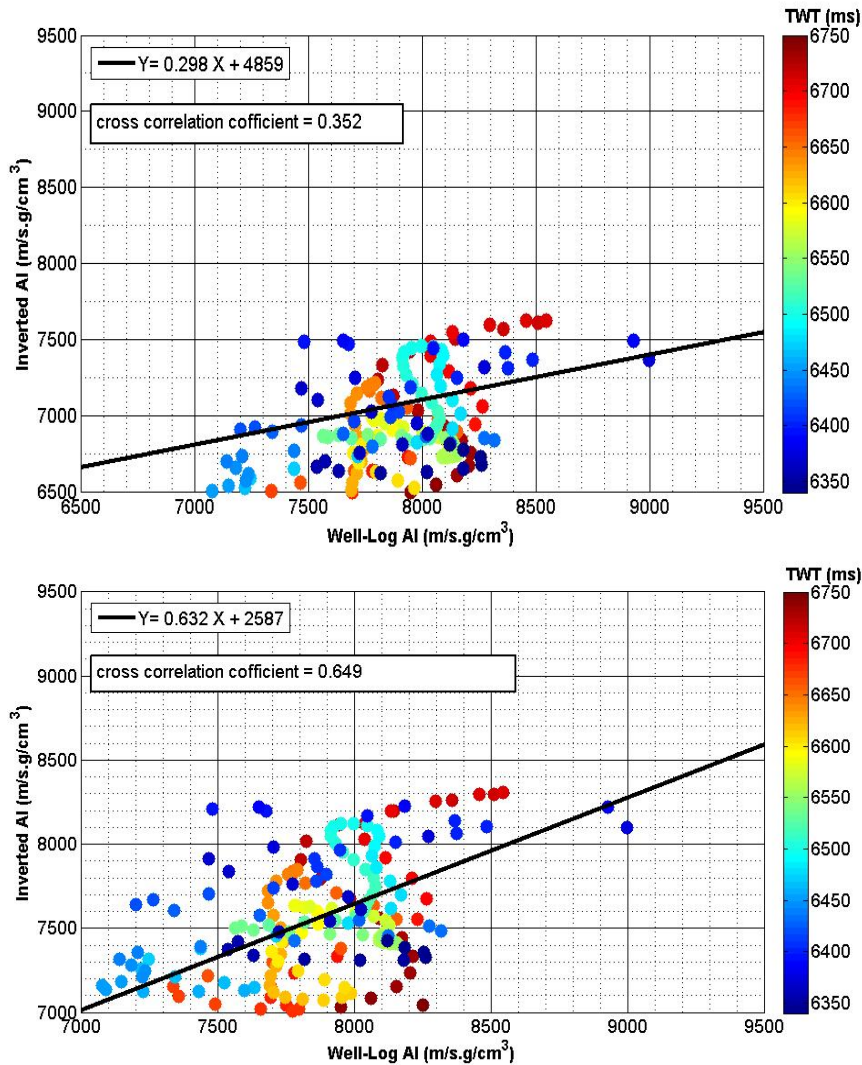 TWT (ms)
9500
9000
8500
8000
7500
7000
6500
Inverted AI (m/s.g/cm³)
Y= 0.298 X + 4859
cross correlation cofficient = 0.352
6500 7000 7500 8000 8500 9000 9500
Well-Log AI (m/s.g/cm³)
6750
6700
6650
6600
6550
6500
6450
6400
6350
TWT (ms)
9500
9000
8500
8000
7500
7000
Inverted AI (m/s.g/cm³)
Y= 0.632 X + 2587
cross correlation cofficient = 0.649
7000 7500 8000 8500 9000 9500
Well-Log AI (m/s.g/cm³)
6750
6700
6650
6600
6550
6500
6450
6400
6350